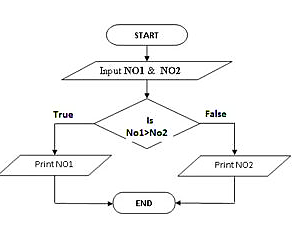 START
Input NO1 & NO2
True
False
Is
No1>No2
Print NO1
Print NO2
END